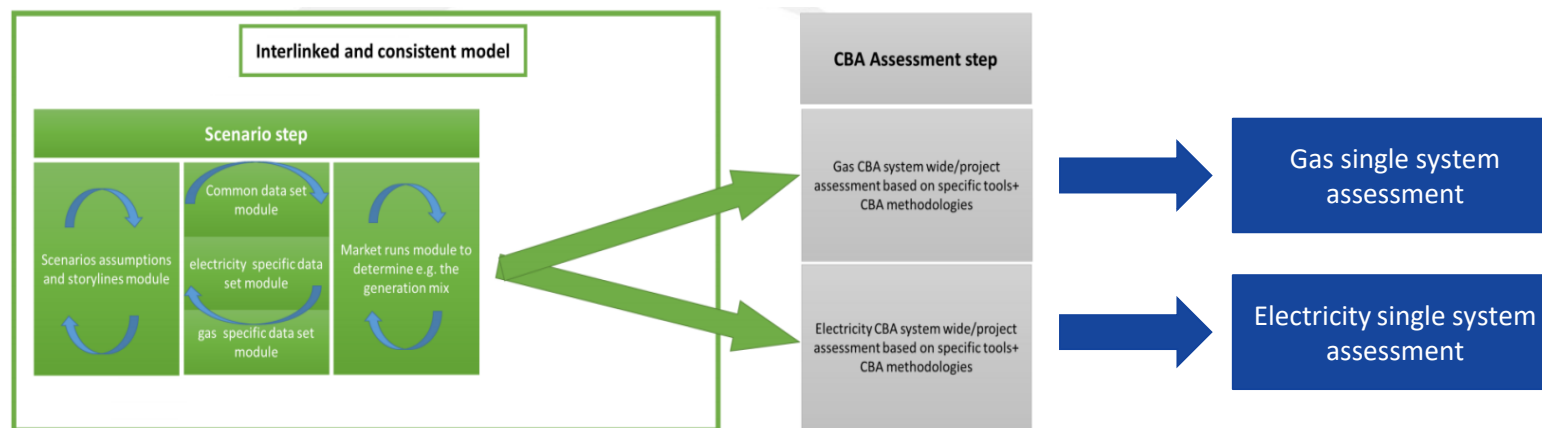 Interlinked and consistent model
Scenario step
Scenarios assumptions
and storylines module
Common data set
module
electricity specific data
set module
gas specific data set
module
Market runs module to
determine e.g. the
generation mix
CBA Assessment step
Gas CBA system wide/project
assessment based on specific tools+
CBA methodologies
Electricity CBA system wide/project
assessment based on specific tools+
CBA methodologies
Gas single system
assessment
Electricity single system
assessment